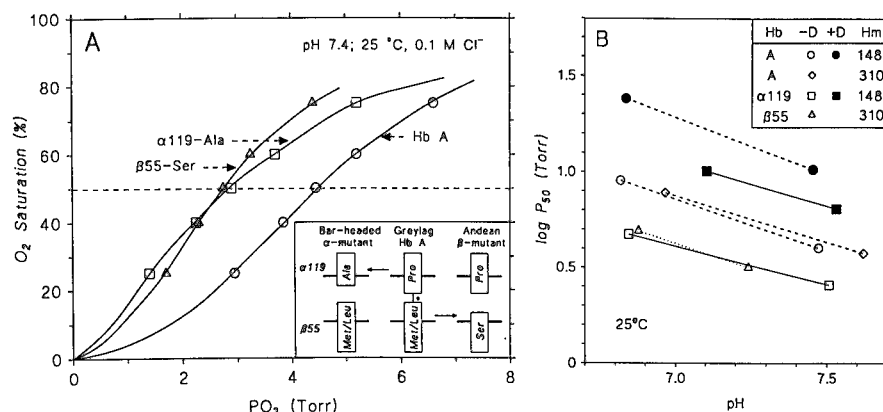 A
pH 7.4; 25 °C, 0.1 M Cl⁻
α119-Ala
β55-Ser
Hb A
O₂ Saturation (%)
100
80
60
40
20
0
0 2 4 6 8
PO₂ (Torr)
Bar-headed Greylag Andean
α-mutant Hb A β-mutant
α119 Ala Pro Pro
β55 Met/Leu Met/Leu Ser
B
Hb -D +D Hm
A 148
A 310
α119 148
β55 310
log P₅₀ (Torr)
1.5
1.0
0.5
0
25°C
7.0 7.5
pH